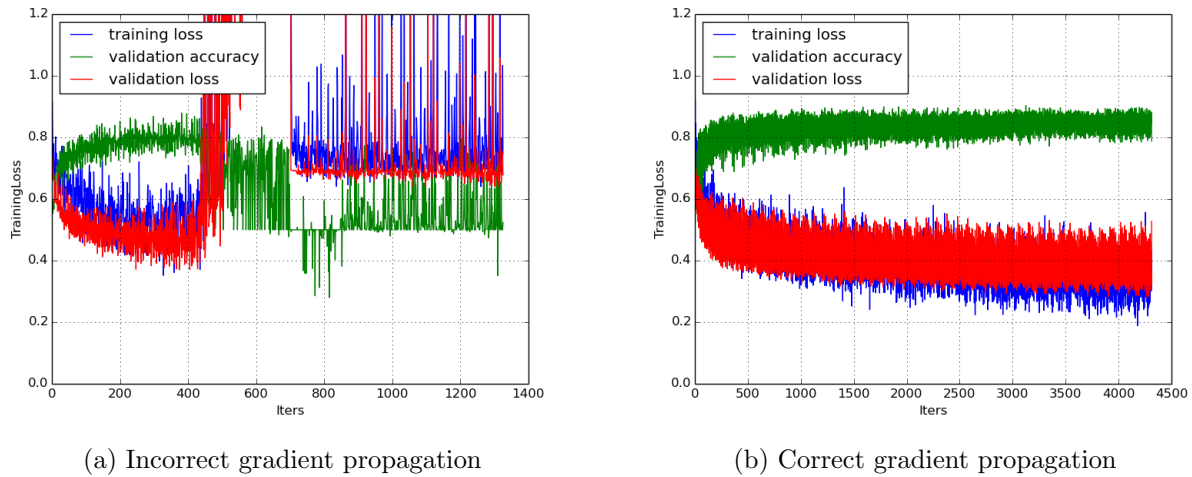 1.2
1.0
0.8
0.6
0.4
0.2
0.0
TrainingLoss
training loss
validation accuracy
validation loss
0 200 400 600 800 1000 1200 1400
Iters
(a) Incorrect gradient propagation
1.2
1.0
0.8
0.6
0.4
0.2
0.0
TrainingLoss
training loss
validation accuracy
validation loss
0 500 1000 1500 2000 2500 3000 3500 4000 4500
Iters
(b) Correct gradient propagation